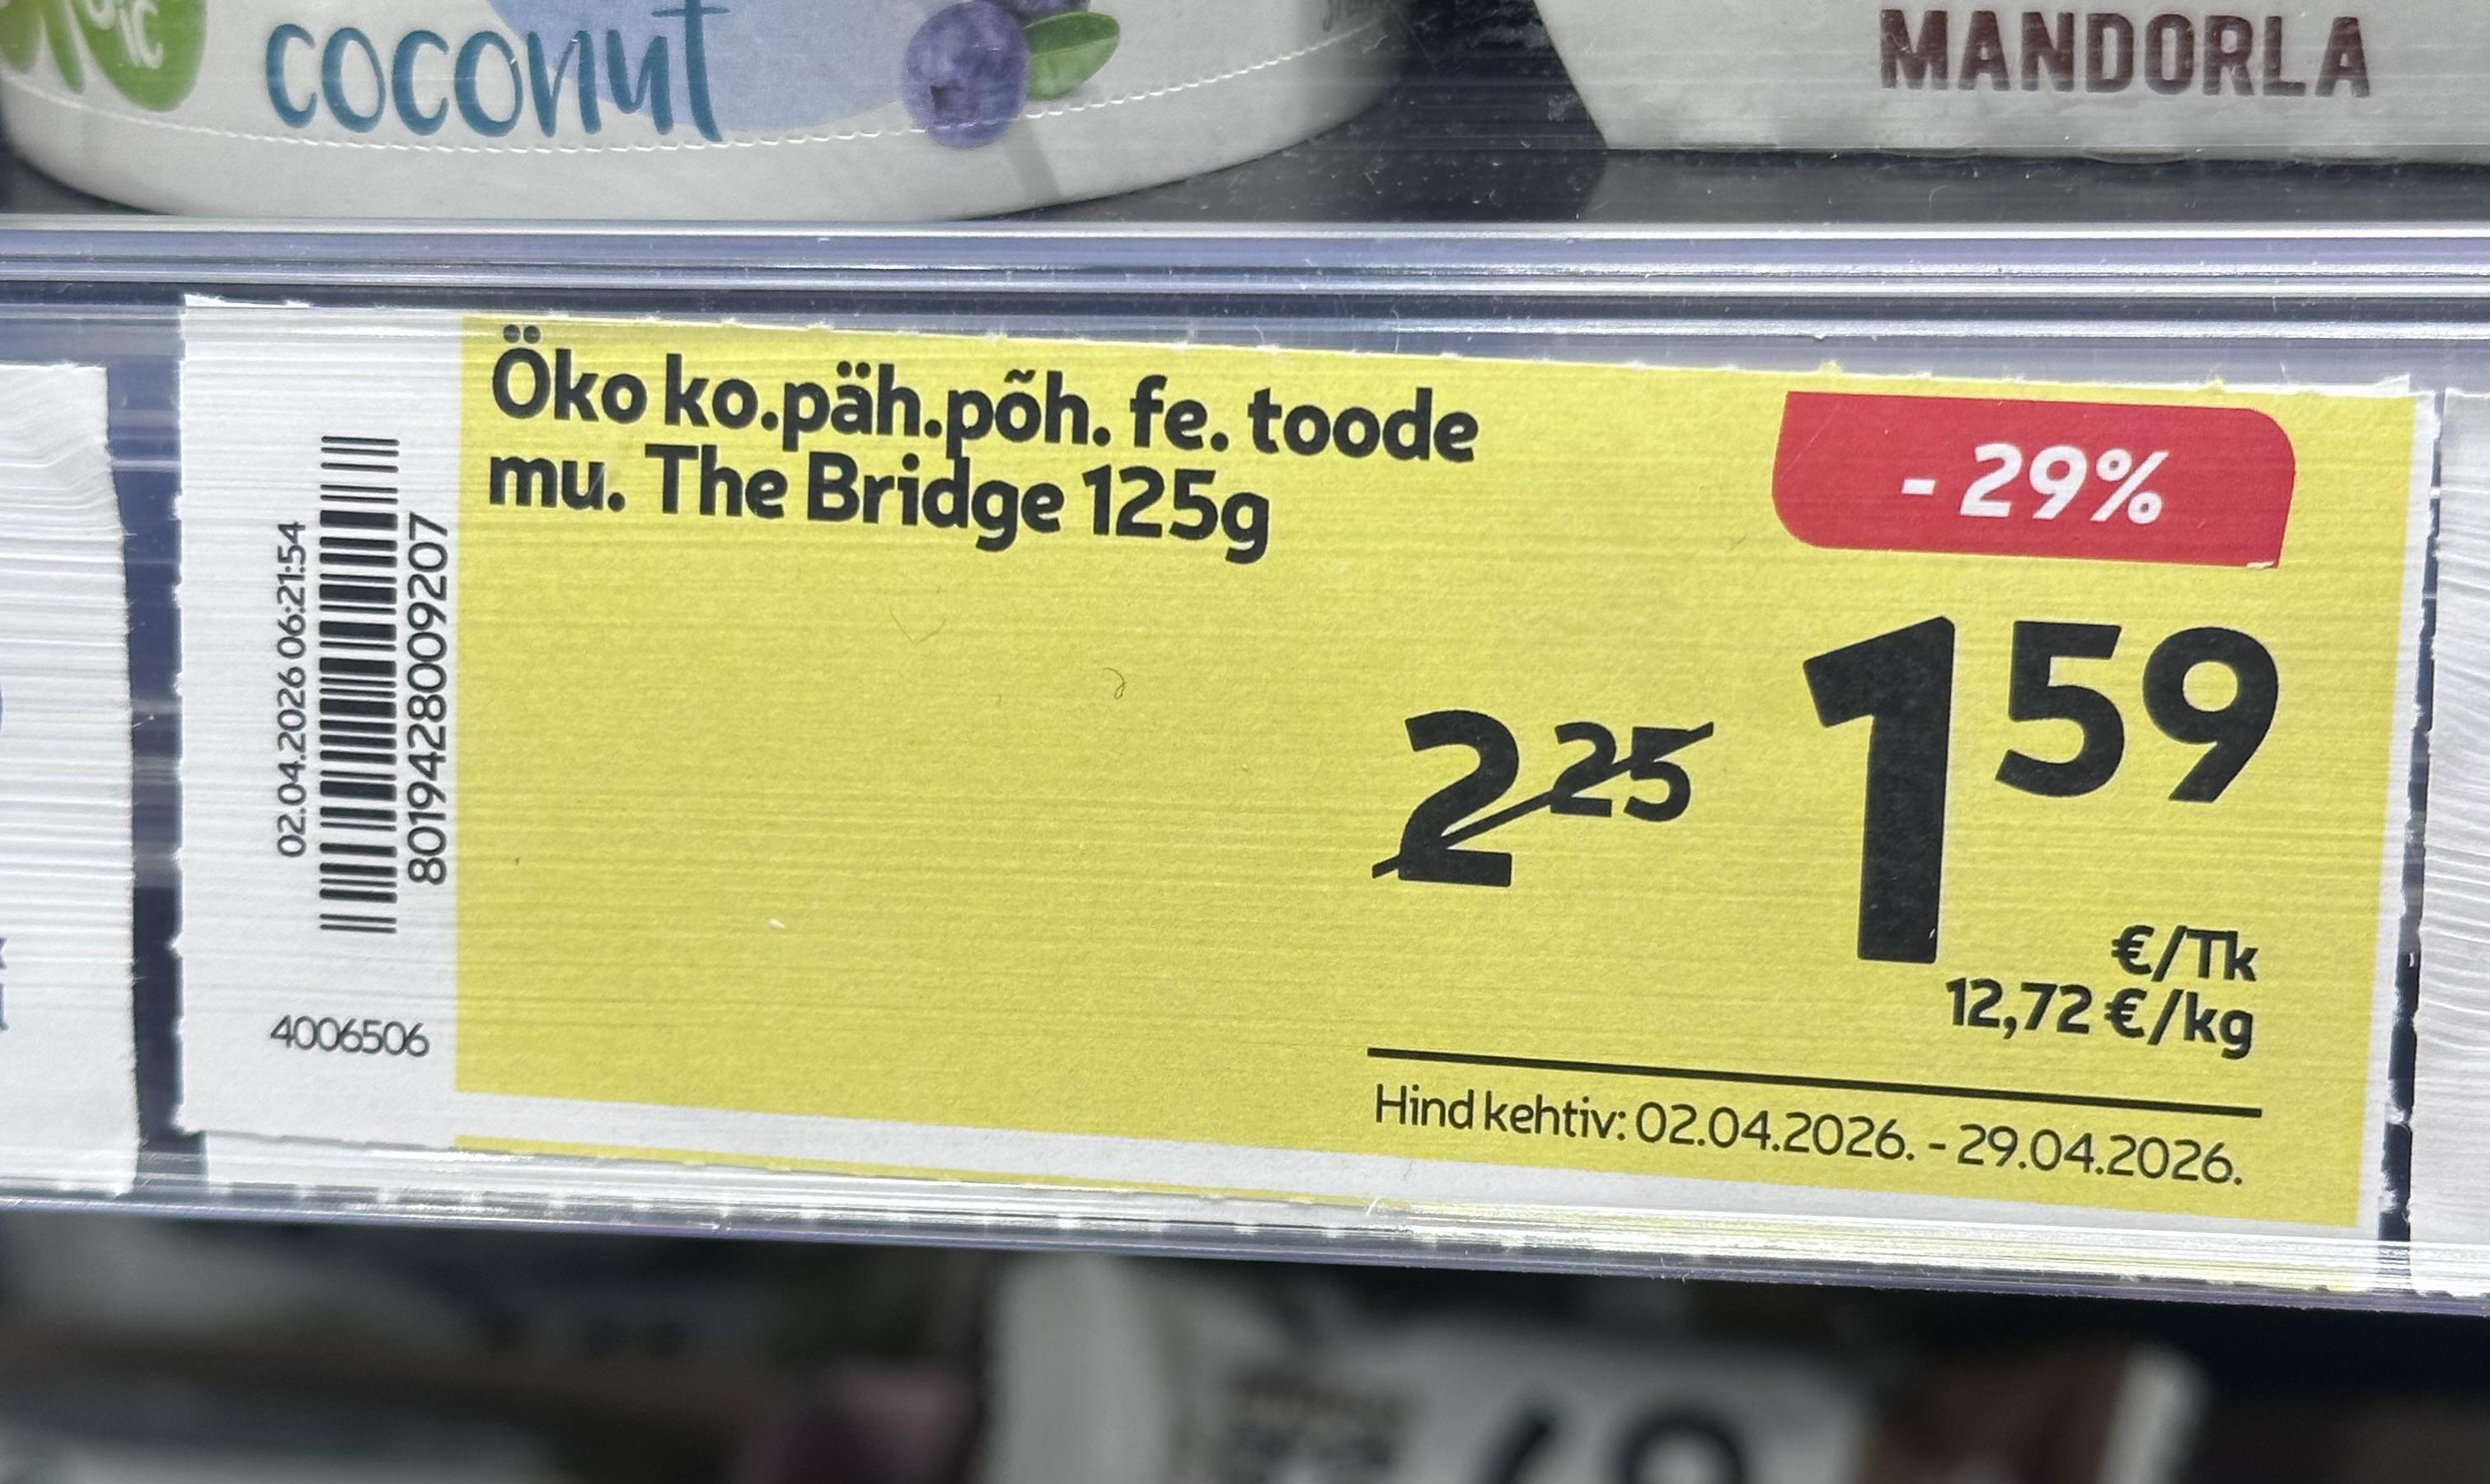 coconut
MANDORLA
Öko ko.päh.põh. fe. toode
mu. The Bridge 125g
- 29%
2 25
1 59
€/Tk
12,72 €/kg
Hind kehtiv: 02.04.2026. - 29.04.2026.
02.04.2026 06:21:54
8019428009207
4006506